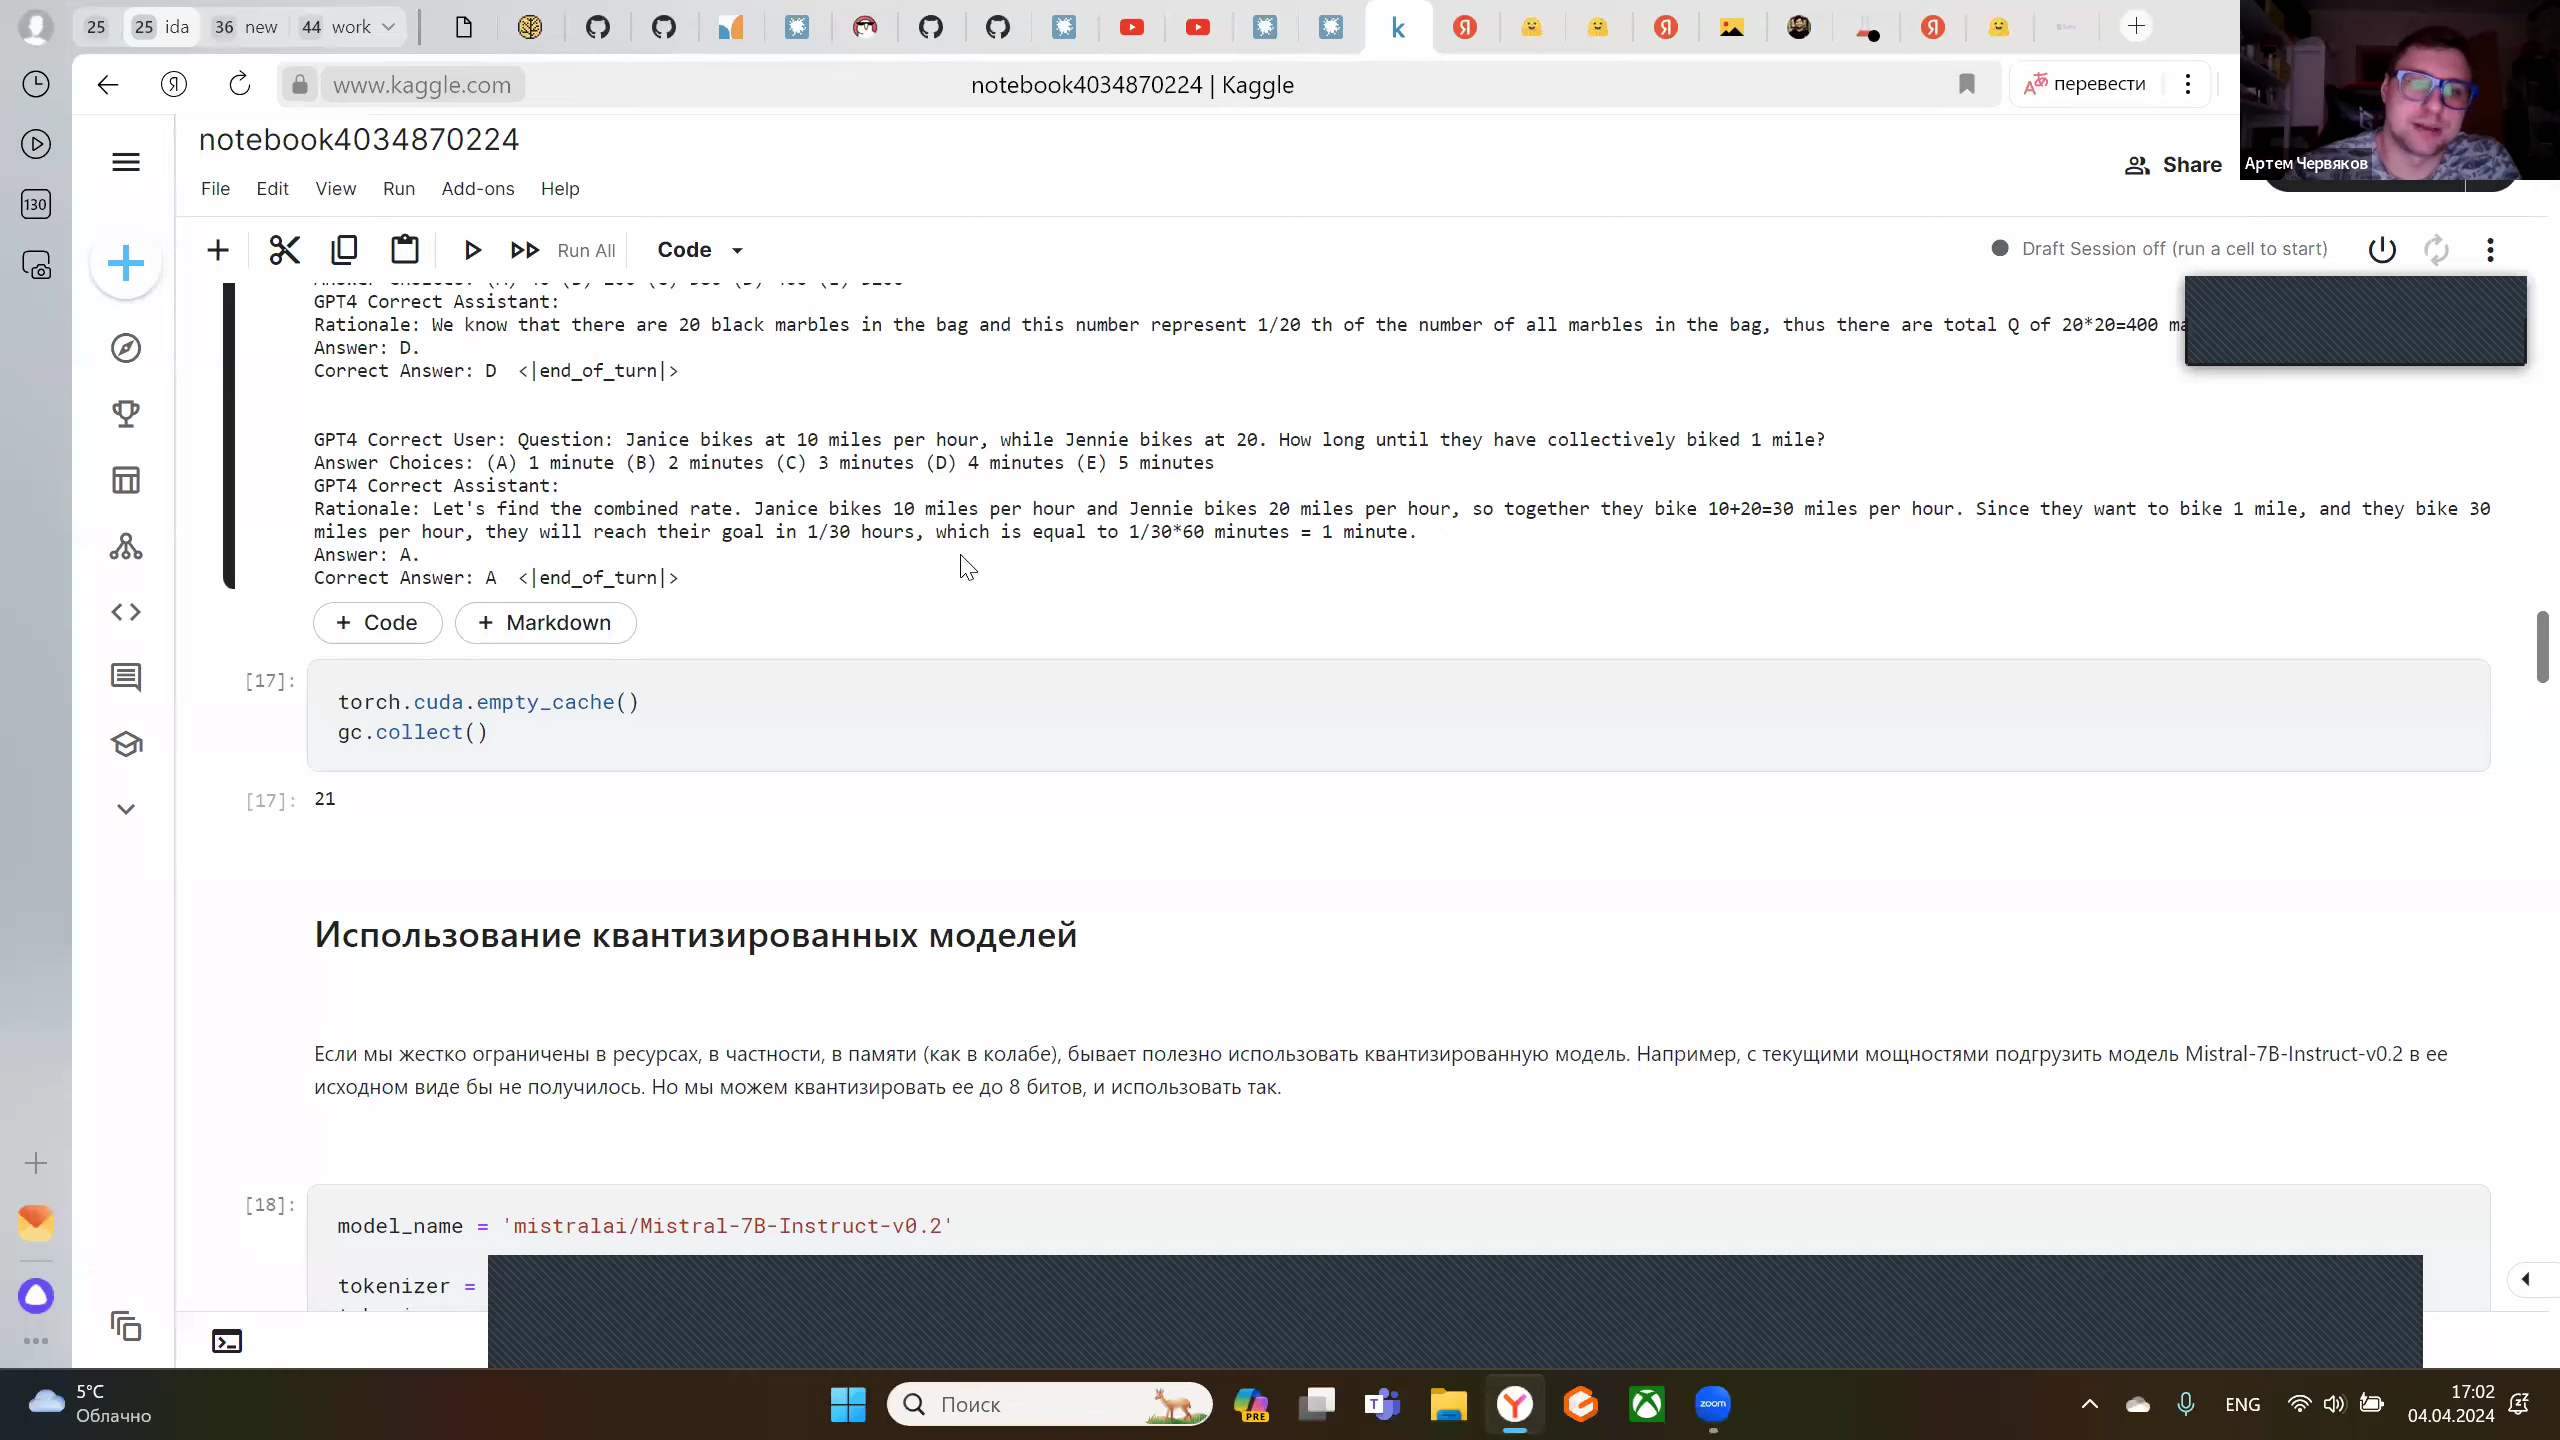 25 25 ida 36 new 44 work
www.kaggle.com notebook4034870224 | Kaggle перевести
130
notebook4034870224
Share
Артем Червяков
File Edit View Run Add-ons Help
Run All Code Draft Session off (run a cell to start)
GPT4 Correct Assistant:
Rationale: We know that there are 20 black marbles in the bag and this number represent 1/20 th of the number of all marbles in the bag, thus there are total Q of 20*20=400
Answer: D.
Correct Answer: D <|end_of_turn|>
GPT4 Correct User: Question: Janice bikes at 10 miles per hour, while Jennie bikes at 20. How long until they have collectively biked 1 mile?
Answer Choices: (A) 1 minute (B) 2 minutes (C) 3 minutes (D) 4 minutes (E) 5 minutes
GPT4 Correct Assistant:
Rationale: Let's find the combined rate. Janice bikes 10 miles per hour and Jennie bikes 20 miles per hour, so together they bike 10+20=30 miles per hour. Since they want to bike 1 mile, and they bike 30
miles per hour, they will reach their goal in 1/30 hours, which is equal to 1/30*60 minutes = 1 minute.
Answer: A.
Correct Answer: A <|end_of_turn|>
+ Code + Markdown
[17]:
torch.cuda.empty_cache()
gc.collect()
[17]: 21
Использование квантизированных моделей
Если мы жестко ограничены в ресурсах, в частности, в памяти (как в колабе), бывает полезно использовать квантизированную модель. Например, с текущими мощностями подгрузить модель Mistral-7B-Instruct-v0.2 в ее
исходном виде бы не получилось. Но мы можем квантизировать ее до 8 битов, и использовать так.
[18]:
model_name = 'mistralai/Mistral-7B-Instruct-v0.2'
tokenizer =
5°C
Облачно
Поиск
PRE
zoom
ENG
17:02
04.04.2024